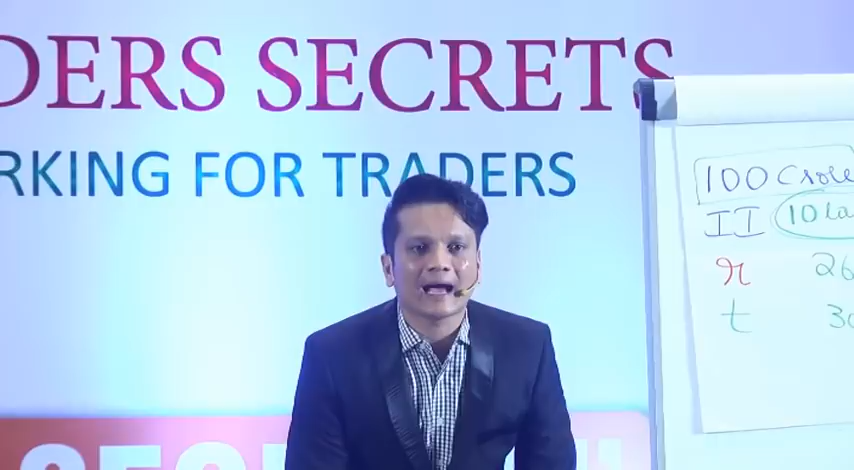 DERS SECRETS
RKING FOR TRADERS
100 Crore
II 10 La
r 26
t 30